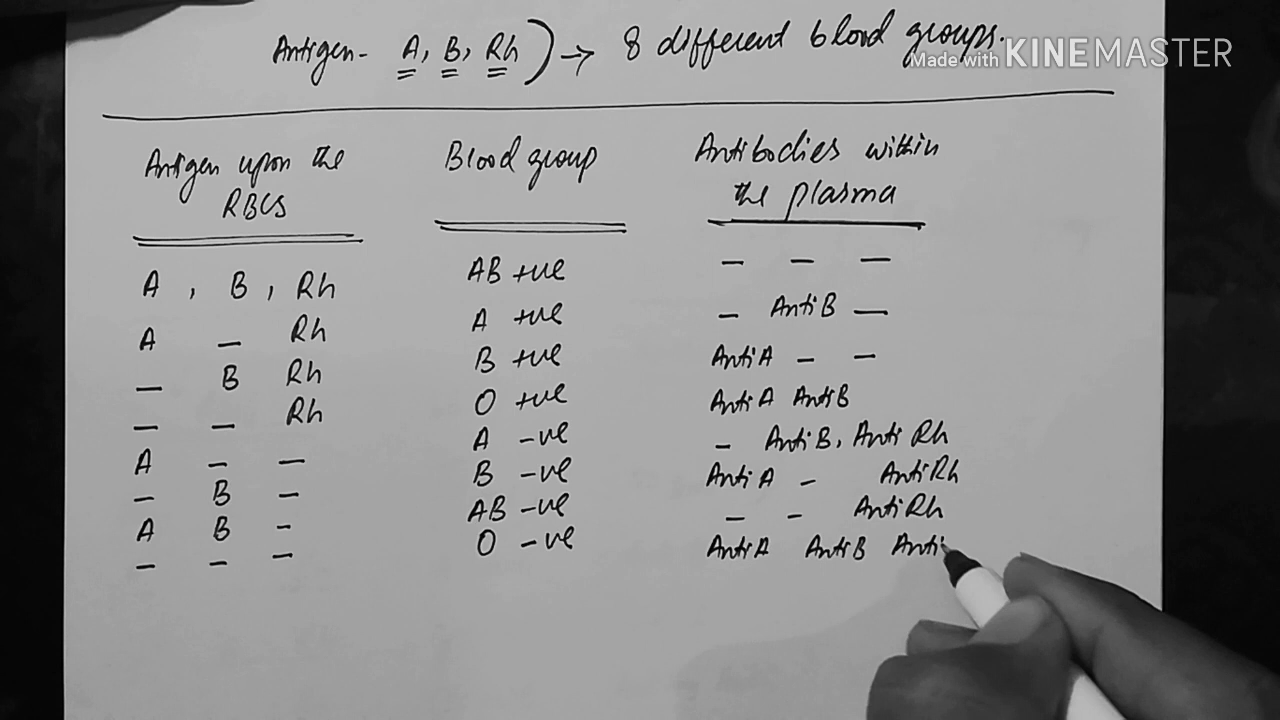 Antigen- A, B, Rh) → 8 different blood groups.
Made with KINEMASTER
Antigen upon the RBCS
Blood group
Antibodies within the plasma
A , B , Rh AB +ve — — —
A — Rh A +ve — Anti B —
— B Rh B +ve Anti A — —
— — Rh O +ve Anti A Anti B
A — — A -ve — Anti B, Anti Rh
— B — B -ve Anti A - Anti Rh
A B - AB -ve — - Anti Rh
— — — O -ve Anti A Anti B Anti